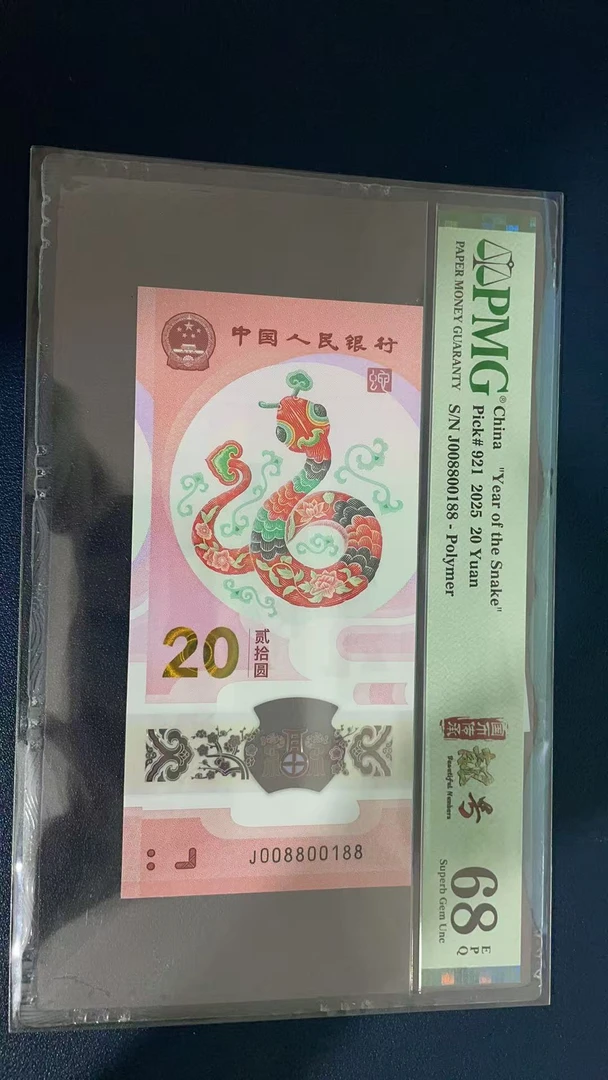 PMG®
PAPER MONEY GUARANTY
China "Year of the Snake"
Pick# 921 2025 20 Yuan
S/N J008800188 - Polymer
靓号
Beautiful Numbers
68
EPQ
Superb Gem Unc
中国人民银行
20
贰拾圆
J008800188